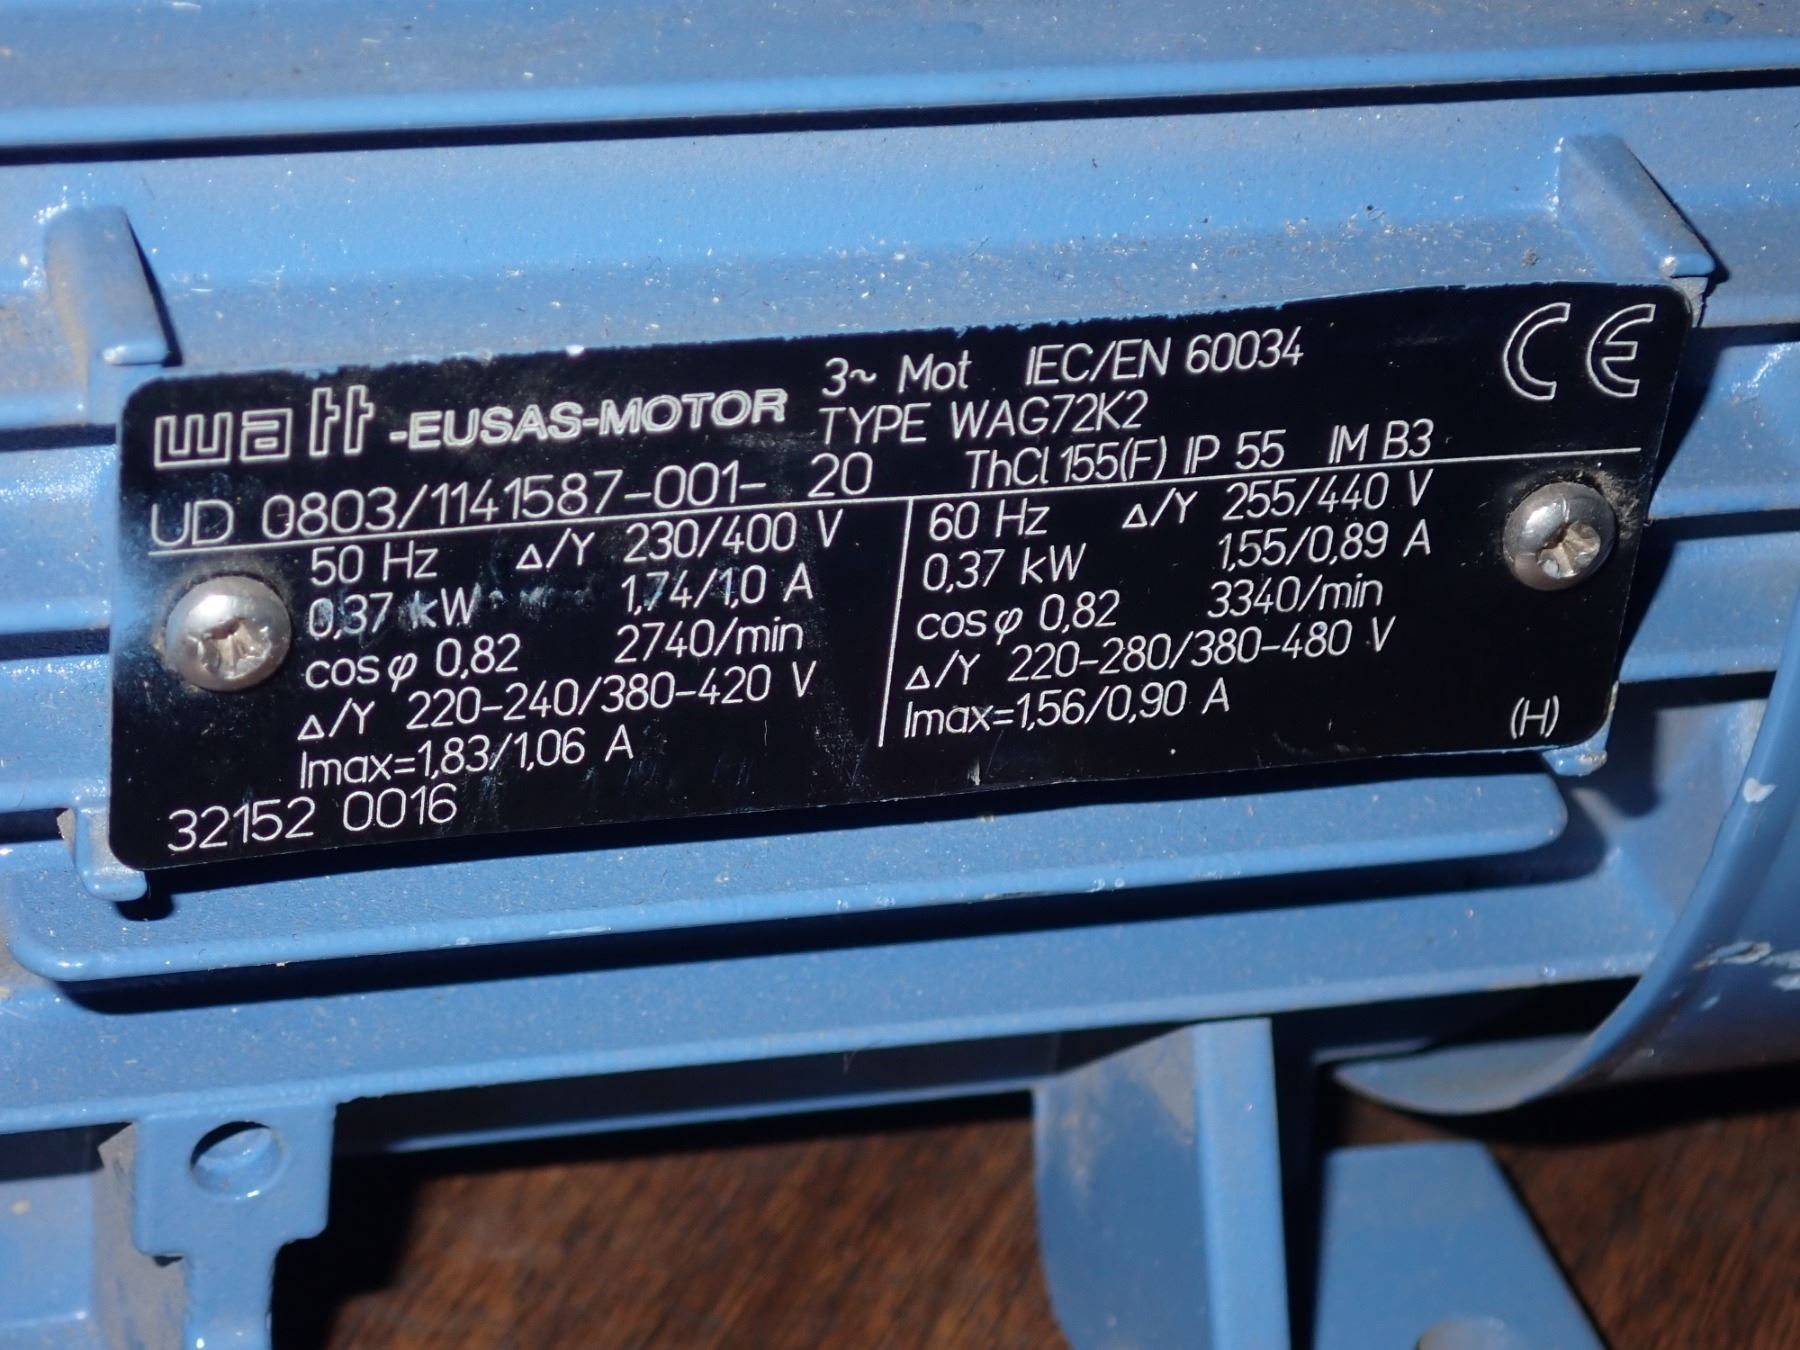 watt -EUSAS-MOTOR 3~ Mot IEC/EN 60034 CE
TYPE WAG72K2
UD 0803/1141587-001- 20 ThCl 155(F) IP 55 IM B3
50 Hz Δ/Y 230/400 V
0,37 kW 1,74/1,0 A
cos φ 0,82 2740/min
Δ/Y 220-240/380-420 V
Imax=1,83/1,06 A
60 Hz Δ/Y 255/440 V
0,37 kW 1,55/0,89 A
cos φ 0,82 3340/min
Δ/Y 220-280/380-480 V
Imax=1,56/0,90 A
(H)
32152 0016